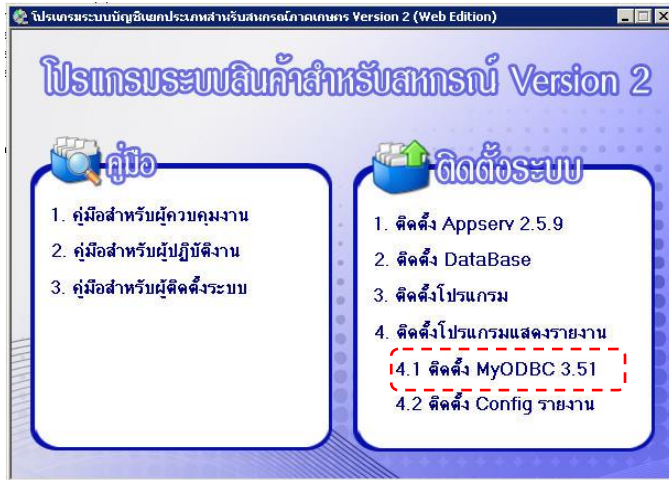 โปรแกรมระบบบัญชีแยกประเภทสำหรับสหกรณ์ภาคเกษตร Version 2 (Web Edition)
โปรแกรมระบบสินค้าสำหรับสหกรณ์ Version 2
คู่มือ
1. คู่มือสำหรับผู้ควบคุมงาน
2. คู่มือสำหรับผู้ปฏิบัติงาน
3. คู่มือสำหรับผู้ติดตั้งระบบ
ติดตั้งระบบ
1. ติดตั้ง Appserv 2.5.9
2. ติดตั้ง DataBase
3. ติดตั้งโปรแกรม
4. ติดตั้งโปรแกรมแสดงรายงาน
4.1 ติดตั้ง MyODBC 3.51
4.2 ติดตั้ง Config รายงาน